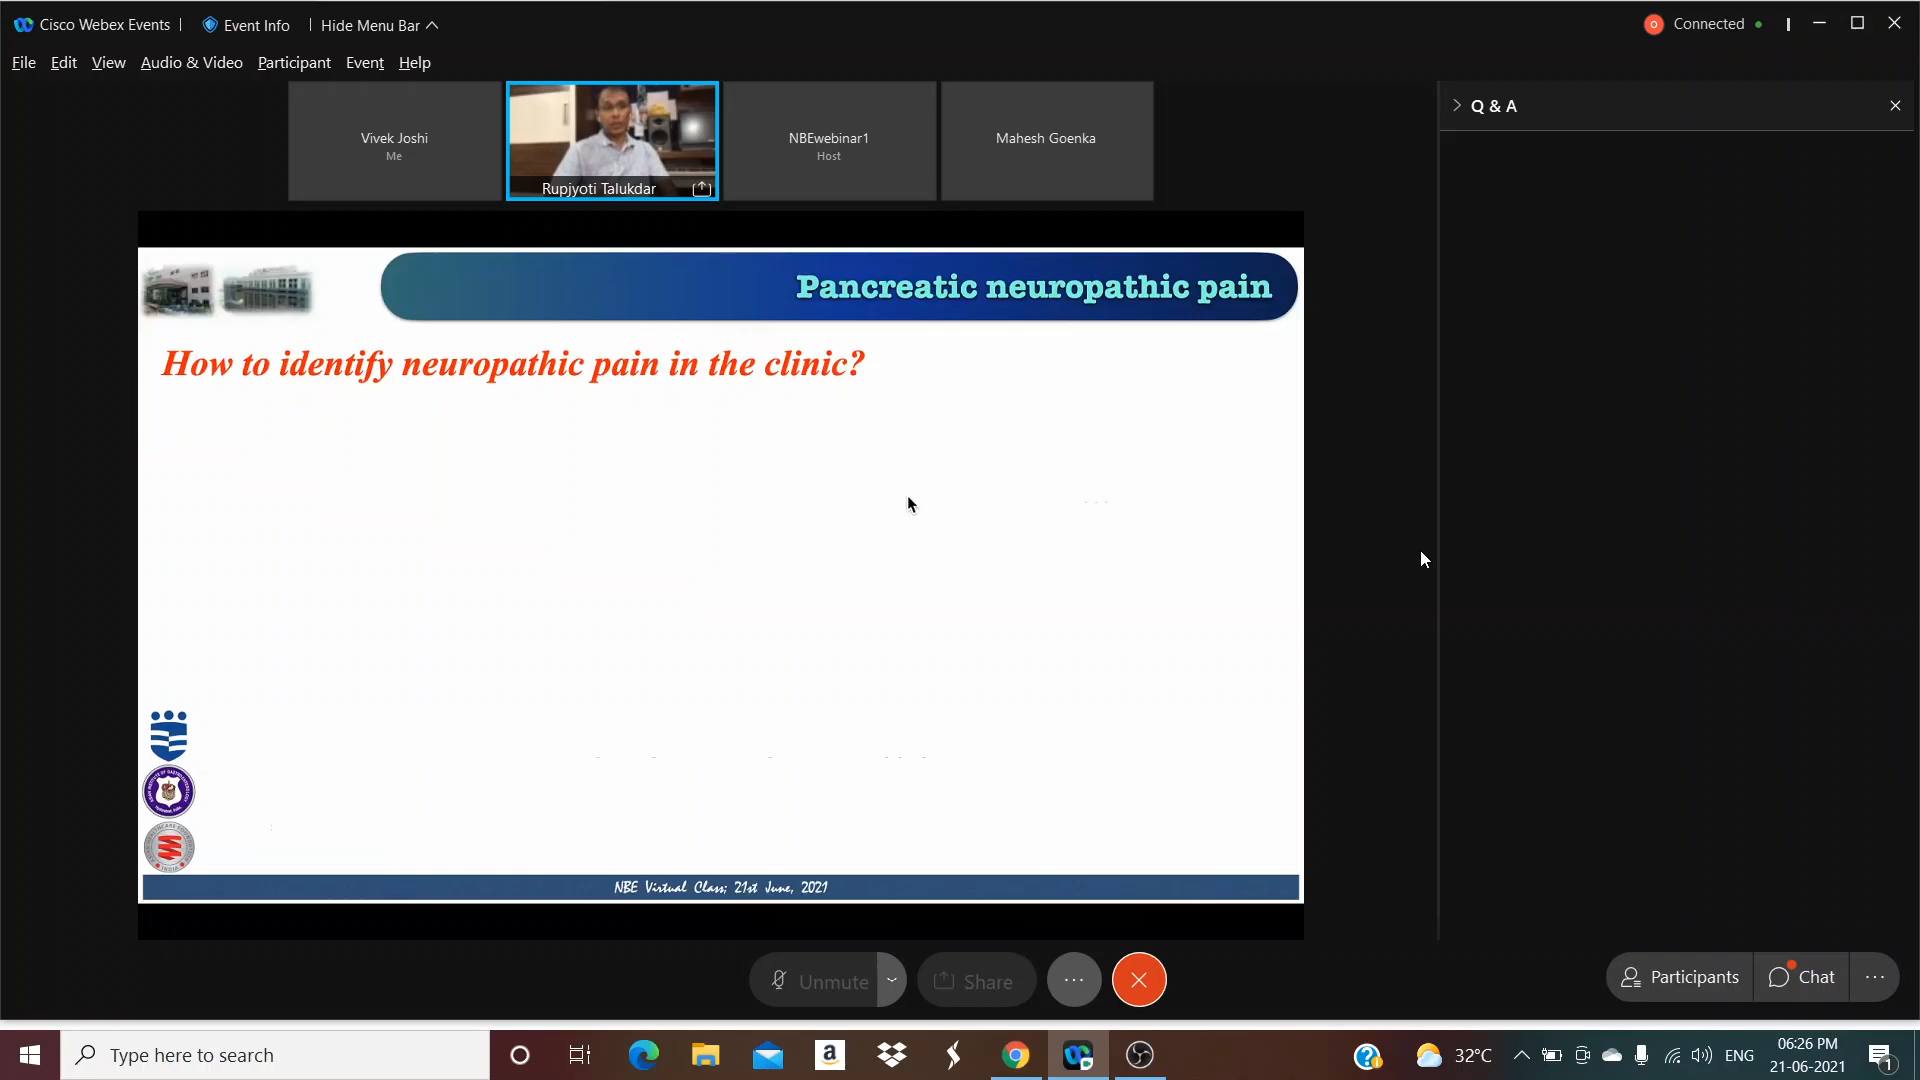 Cisco Webex Events
Event Info
Hide Menu Bar
Connected
File Edit View Audio & Video Participant Event Help
Vivek Joshi
Me
Rupjyoti Talukdar
NBEwebinar1
Host
Mahesh Goenka
Q & A
Pancreatic neuropathic pain
How to identify neuropathic pain in the clinic?
NBE Virtual Class; 21st June, 2021
Unmute
Share
Participants
Chat
Type here to search
32°C
ENG
06:26 PM
21-06-2021
1